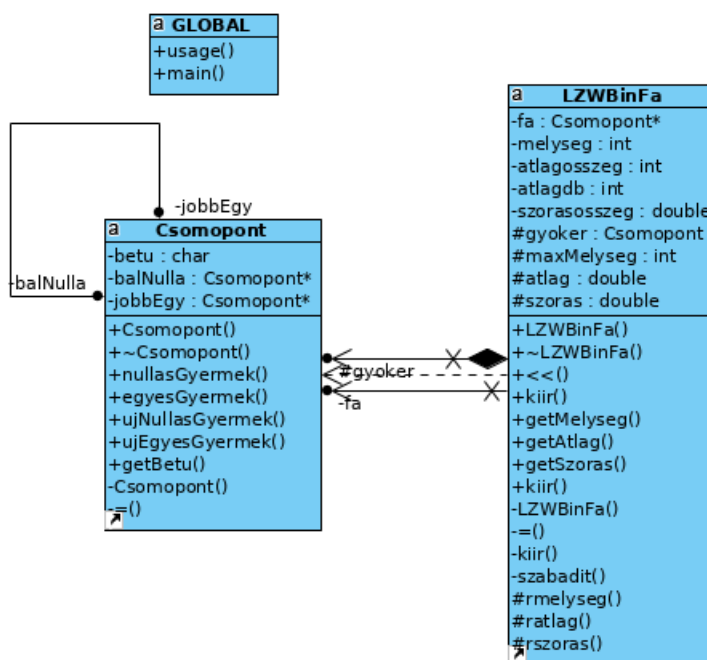 a GLOBAL
+usage()
+main()
-jobbEgy
-balNulla
a Csomopont
-betu : char
-balNulla : Csomopont*
-jobbEgy : Csomopont*
+Csomopont()
+~Csomopont()
+nullasGyermek()
+egyesGyermek()
+ujNullasGyermek()
+ujEgyesGyermek()
+getBetu()
-Csomopont()
-=()
#gyoker
-fa
a LZWBinFa
-fa : Csomopont*
-melyseg : int
-atlagosszeg : int
-atlagdb : int
-szorasosszeg : double
#gyoker : Csomopont
#maxMelyseg : int
#atlag : double
#szoras : double
+LZWBinFa()
+~LZWBinFa()
+<<()
+kiir()
+getMelyseg()
+getAtlag()
+getSzoras()
+kiir()
-LZWBinFa()
-=()
-kiir()
-szabadit()
#rmelyseg()
#ratlag()
#rszoras()